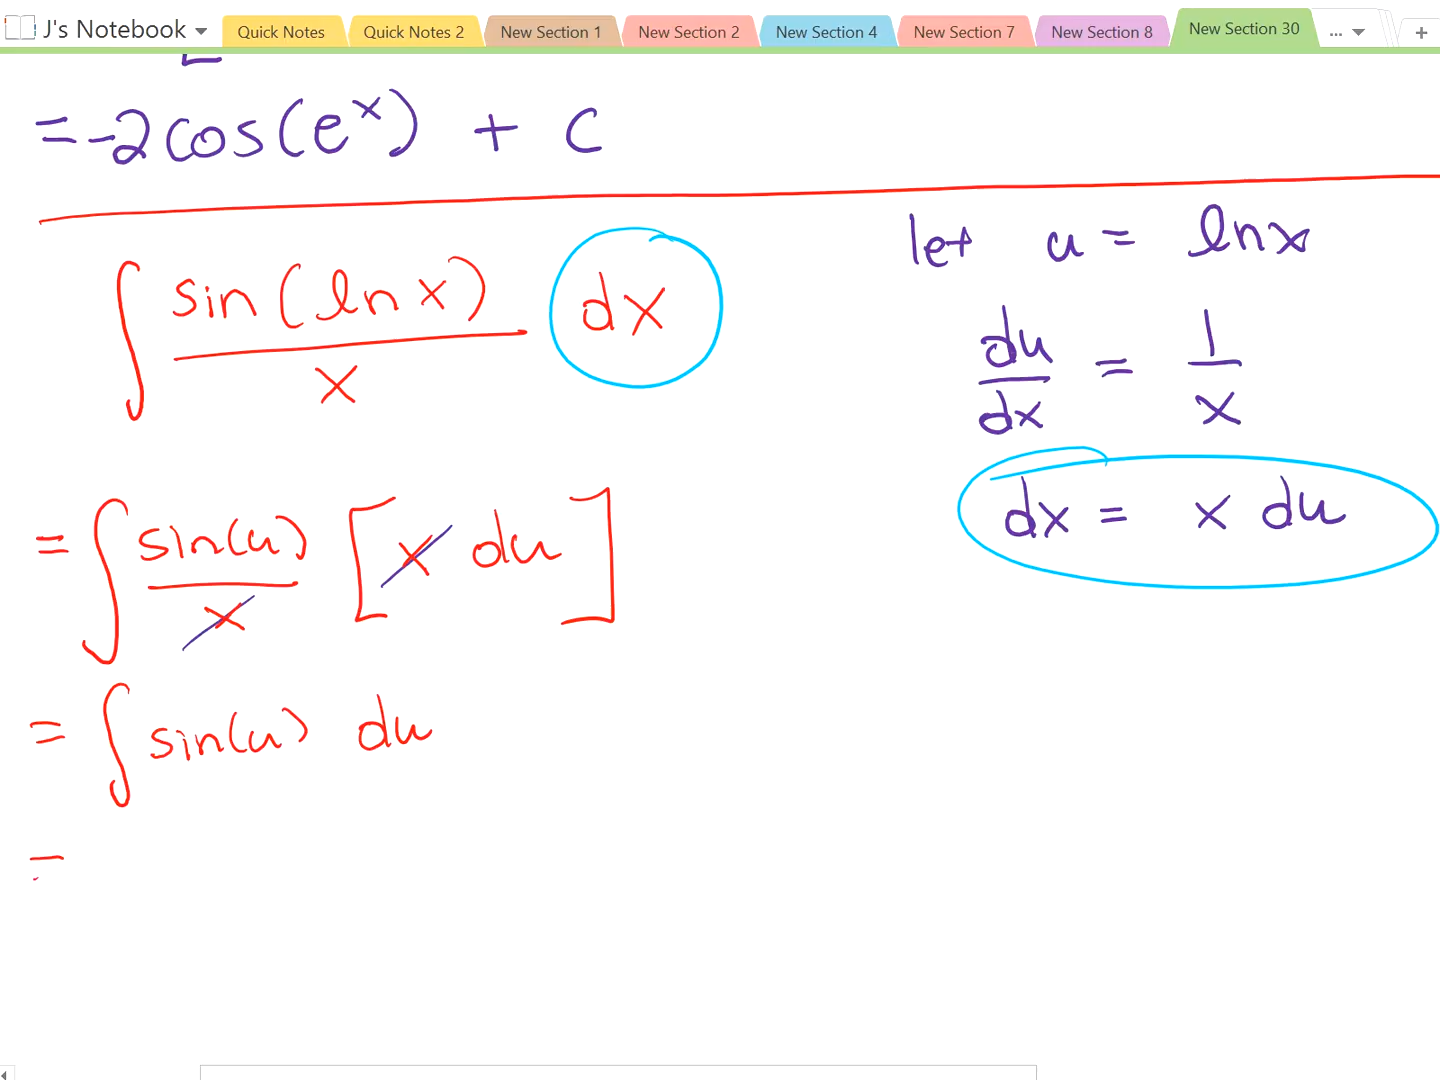 J's Notebook Quick Notes Quick Notes 2 New Section 1 New Section 2 New Section 4 New Section 7 New Section 8 New Section 30 ... +
= -2cos(e^x) + C
∫ sin(ln x)/x dx
let u = ln x
du/dx = 1/x
dx = x du
= ∫ sin(u)/x [x du]
= ∫ sin(u) du
=